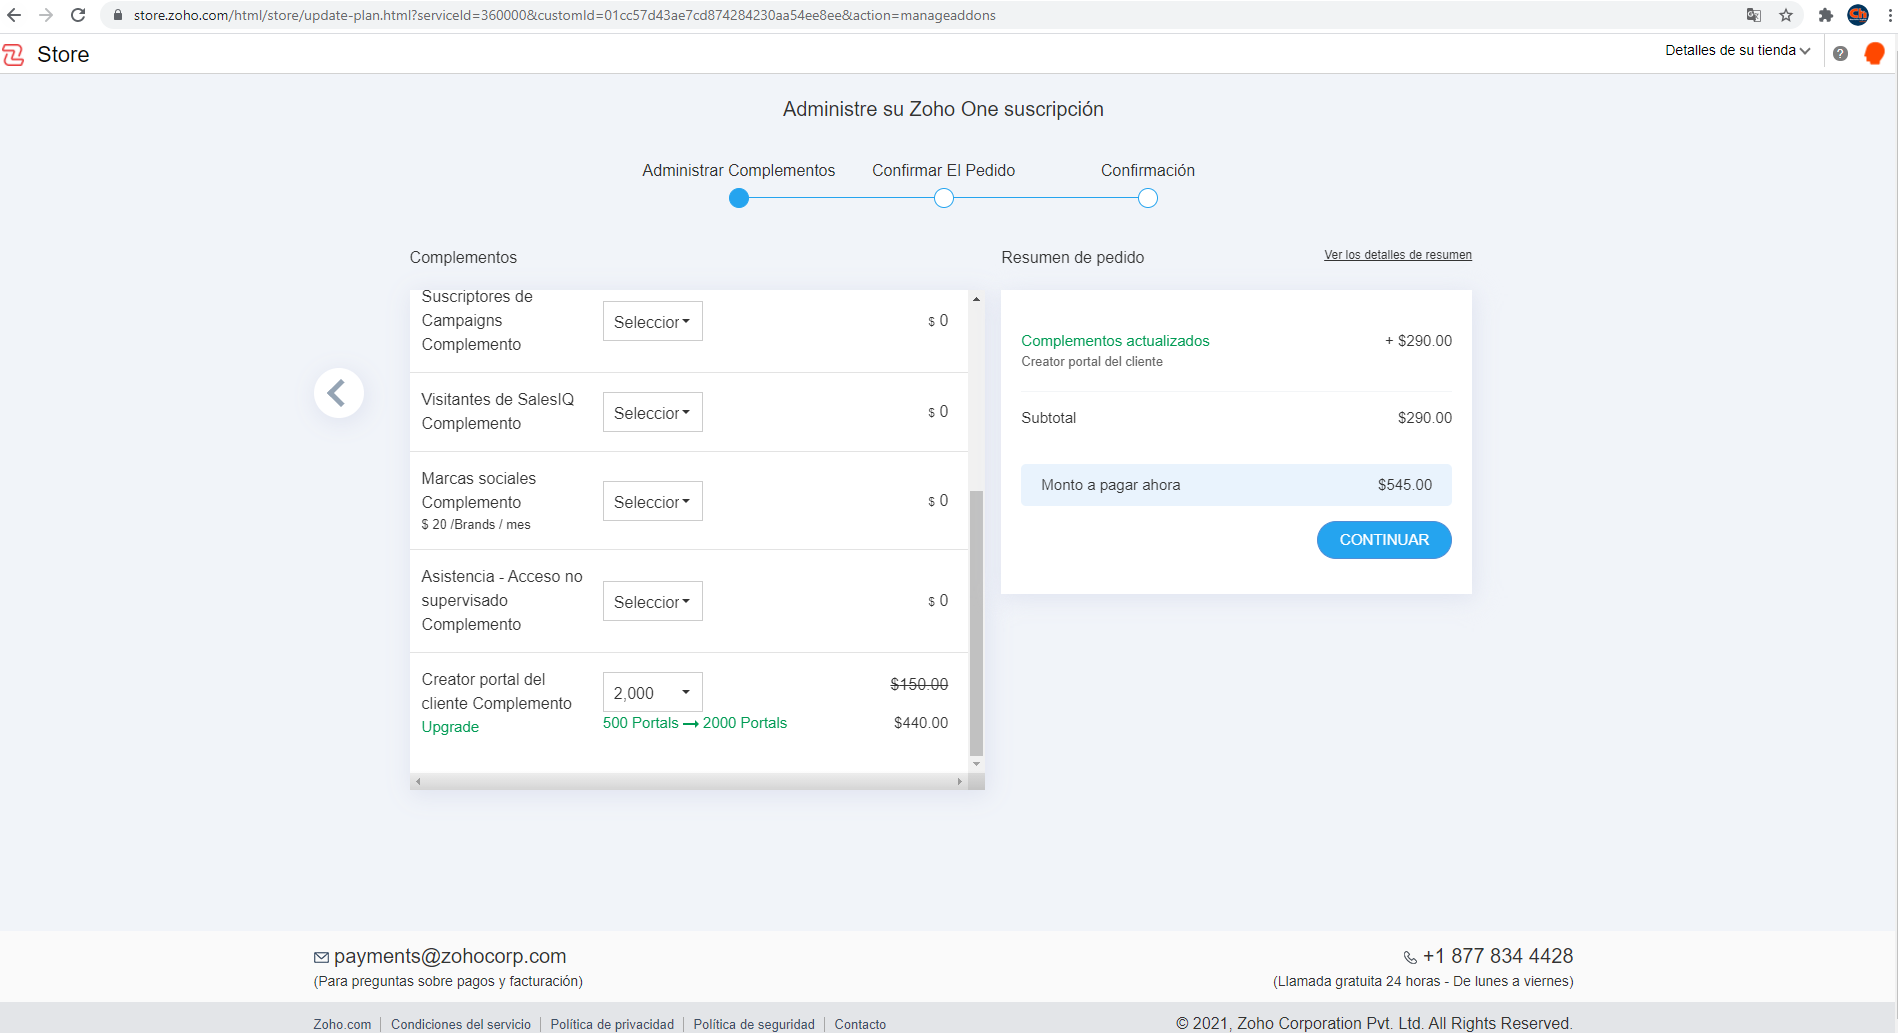 store.zoho.com/html/store/update-plan.html?serviceId=360000&customId=01cc57d43ae7cd874284230aa54ee8ee&action=manageaddons
Ch
Store
Detalles de su tienda
?
Administre su Zoho One suscripción
Administrar Complementos
Confirmar El Pedido
Confirmación
Complementos
Suscriptores de
Campaigns
Complemento
Seleccior
$ 0
Visitantes de SalesIQ
Complemento
Seleccior
$ 0
Marcas sociales
Complemento
$ 20 /Brands / mes
Seleccior
$ 0
Asistencia - Acceso no
supervisado
Complemento
Seleccior
$ 0
Creator portal del
cliente Complemento
Upgrade
2,000
500 Portals → 2000 Portals
$150.00
$440.00
Resumen de pedido
Ver los detalles de resumen
Complementos actualizados
+ $290.00
Creator portal del cliente
Subtotal
$290.00
Monto a pagar ahora
$545.00
CONTINUAR
payments@zohocorp.com
(Para preguntas sobre pagos y facturación)
+1 877 834 4428
(Llamada gratuita 24 horas - De lunes a viernes)
Zoho.com | Condiciones del servicio | Política de privacidad | Política de seguridad | Contacto
© 2021, Zoho Corporation Pvt. Ltd. All Rights Reserved.